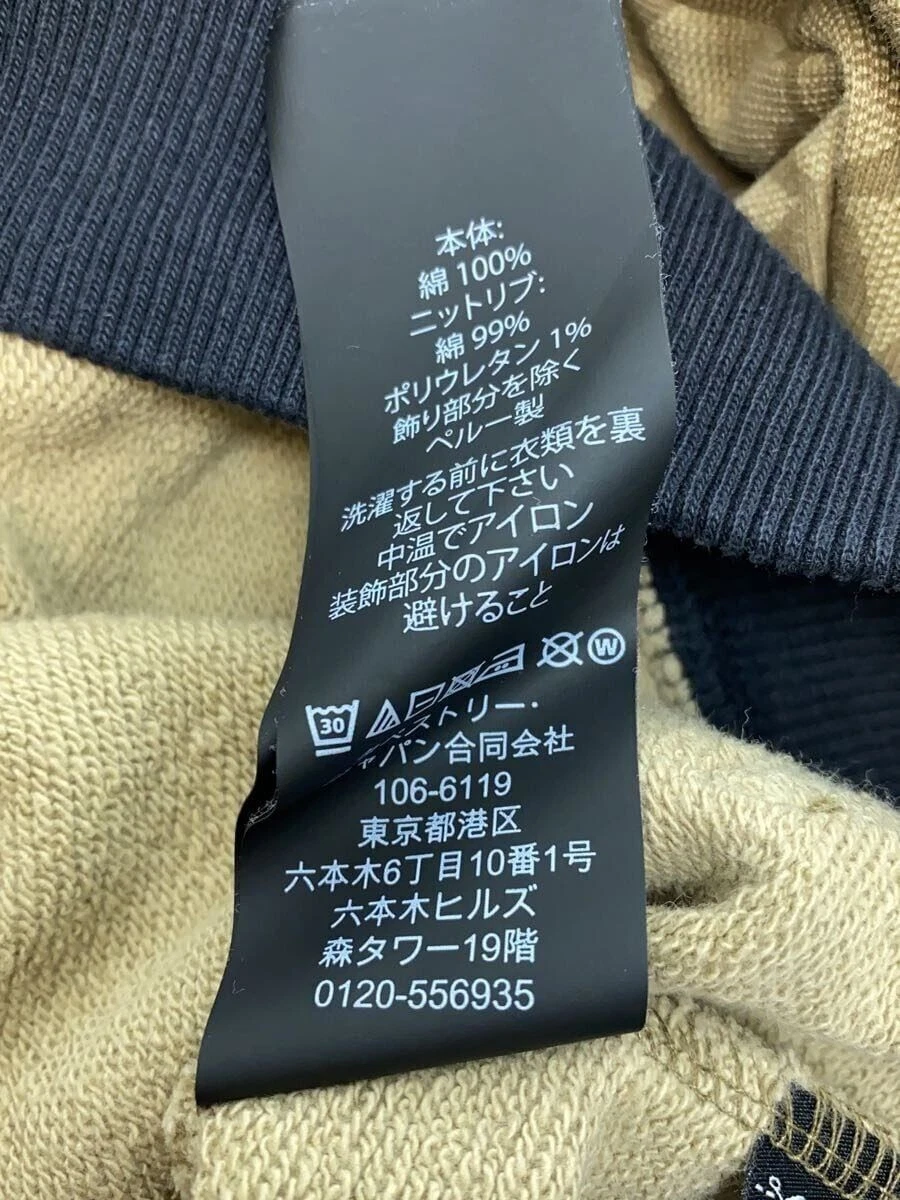 本体:
綿 100%
ニットリブ:
綿 99%
ポリウレタン 1%
飾り部分を除く
ペルー製
洗濯する前に衣類を裏
返して下さい
中温でアイロン
装飾部分のアイロンは
避けること
30
W
ペストリー・
パン合同会社
106-6119
東京都港区
六本木6丁目10番1号
六本木ヒルズ
森タワー19階
0120-556935